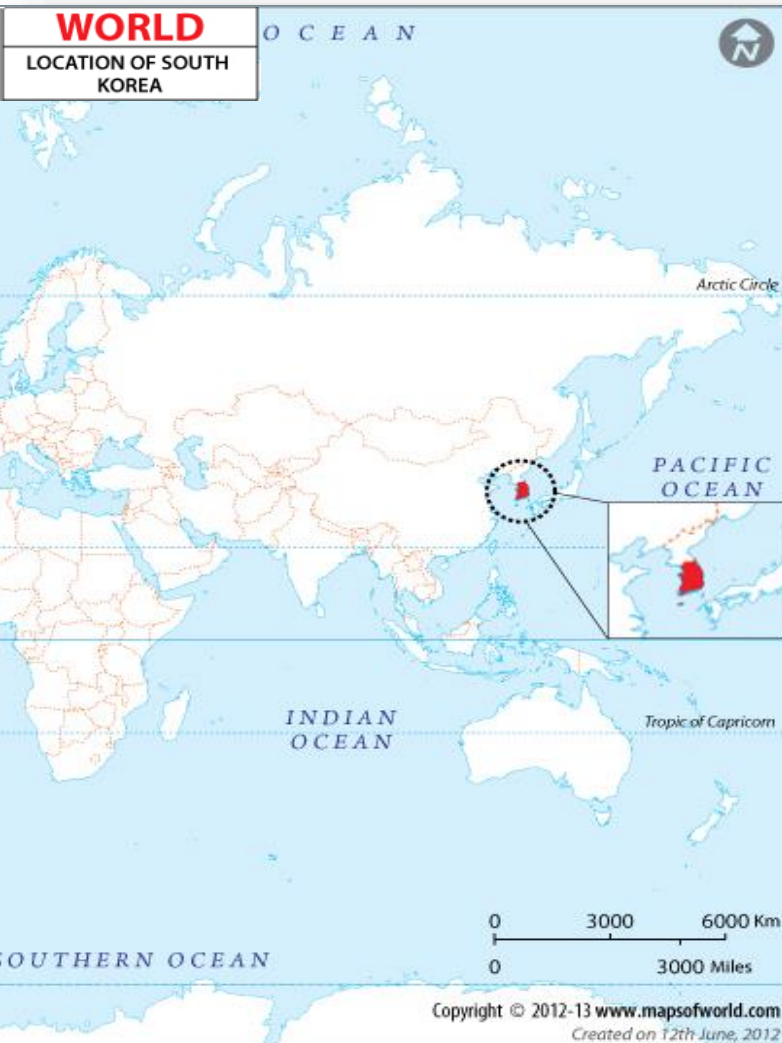 WORLD
LOCATION OF SOUTH
KOREA
OCEAN
N
Arctic Circle
PACIFIC
OCEAN
INDIAN
OCEAN
Tropic of Capricorn
0 3000 6000 Km
0 3000 Miles
SOUTHERN OCEAN
Copyright © 2012-13 www.mapsofworld.com
Created on 12th June, 2012